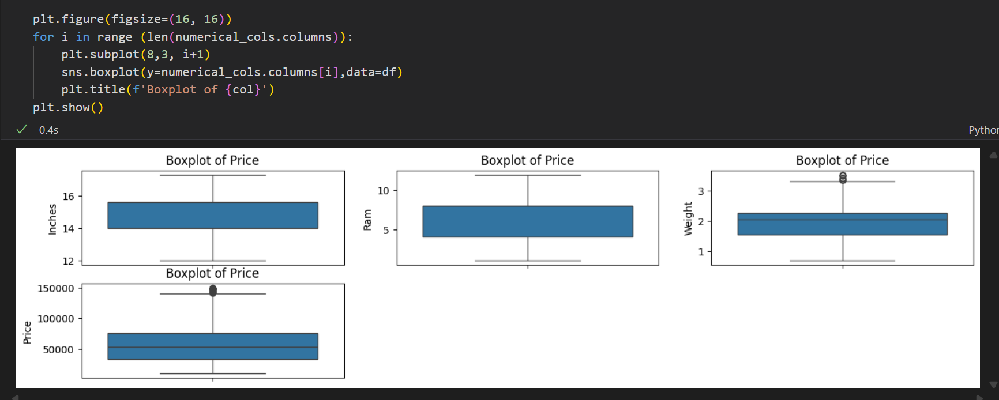 plt.figure(figsize=(16, 16))
for i in range (len(numerical_cols.columns)):
    plt.subplot(8,3, i+1)
    sns.boxplot(y=numerical_cols.columns[i],data=df)
    plt.title(f'Boxplot of {col}')
plt.show()
0.4s
Boxplot of Price
16
14
12
Inches
Boxplot of Price
10
5
Ram
Boxplot of Price
3
2
1
Weight
Boxplot of Price
150000
100000
50000
Price